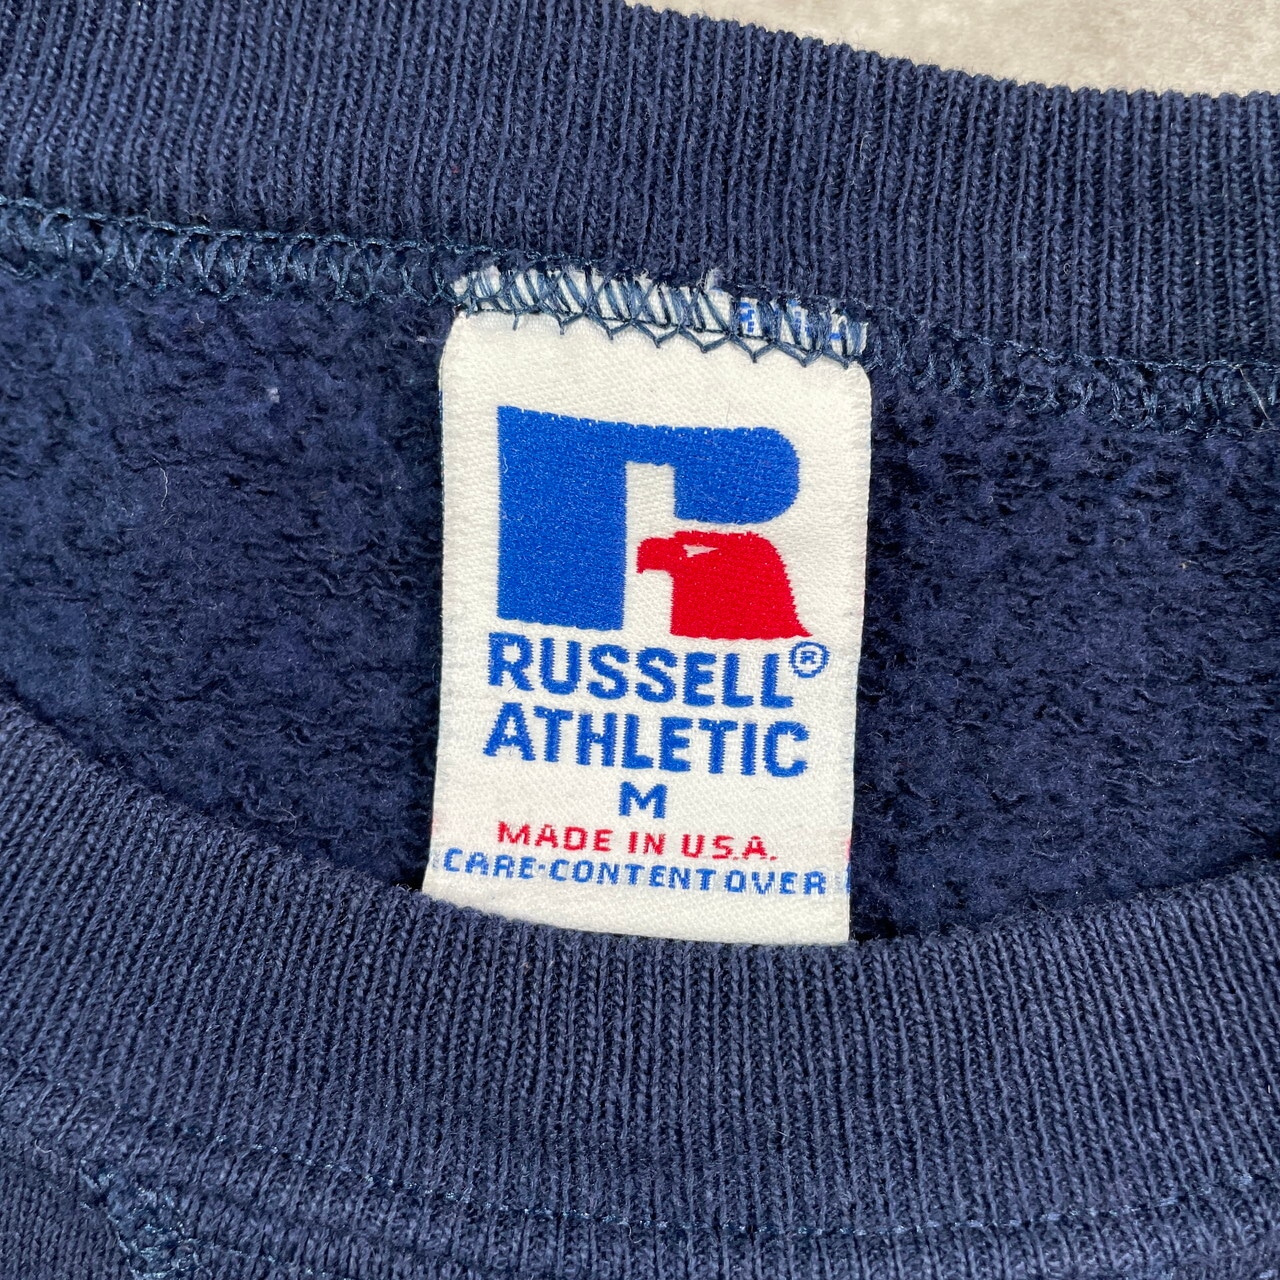 R
RUSSELL®
ATHLETIC
M
MADE IN U.S.A.
CARE-CONTENT OVER